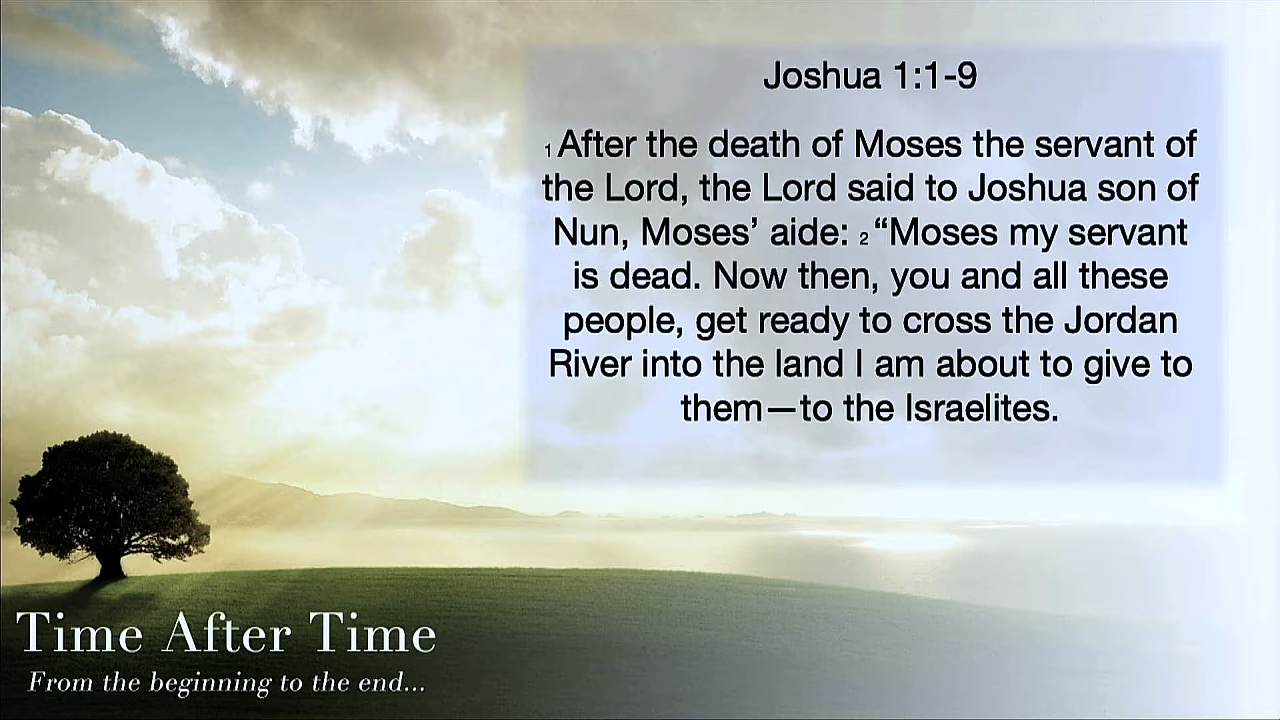 Joshua 1:1-9
1 After the death of Moses the servant of
the Lord, the Lord said to Joshua son of
Nun, Moses’ aide: 2 “Moses my servant
is dead. Now then, you and all these
people, get ready to cross the Jordan
River into the land I am about to give to
them—to the Israelites.
Time After Time
From the beginning to the end...